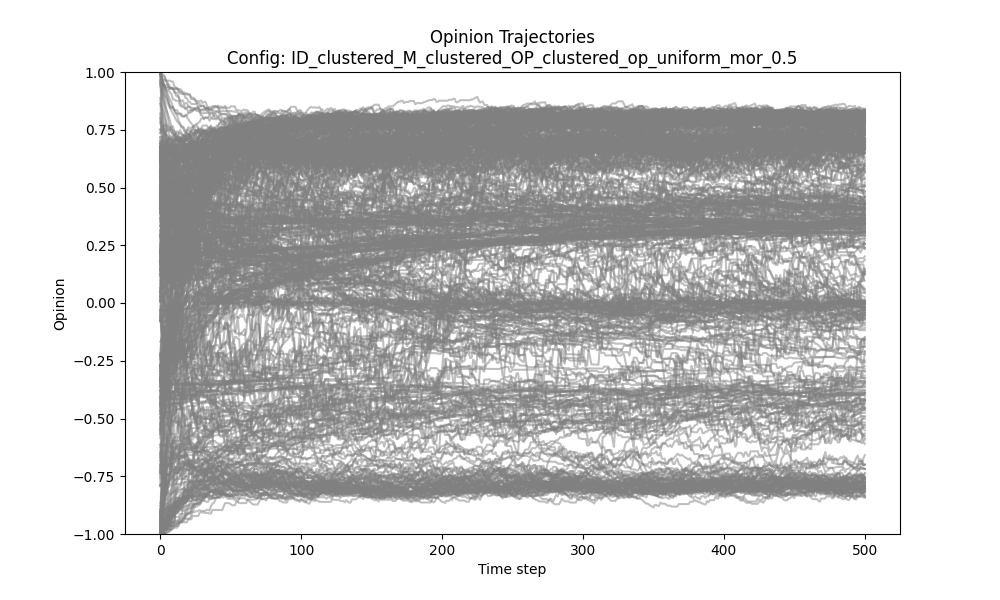 Opinion Trajectories
Config: ID_clustered_M_clustered_OP_clustered_op_uniform_mor_0.5
1.00
0.75
0.50
0.25
0.00
−0.25
−0.50
−0.75
−1.00
Opinion
0 100 200 300 400 500
Time step